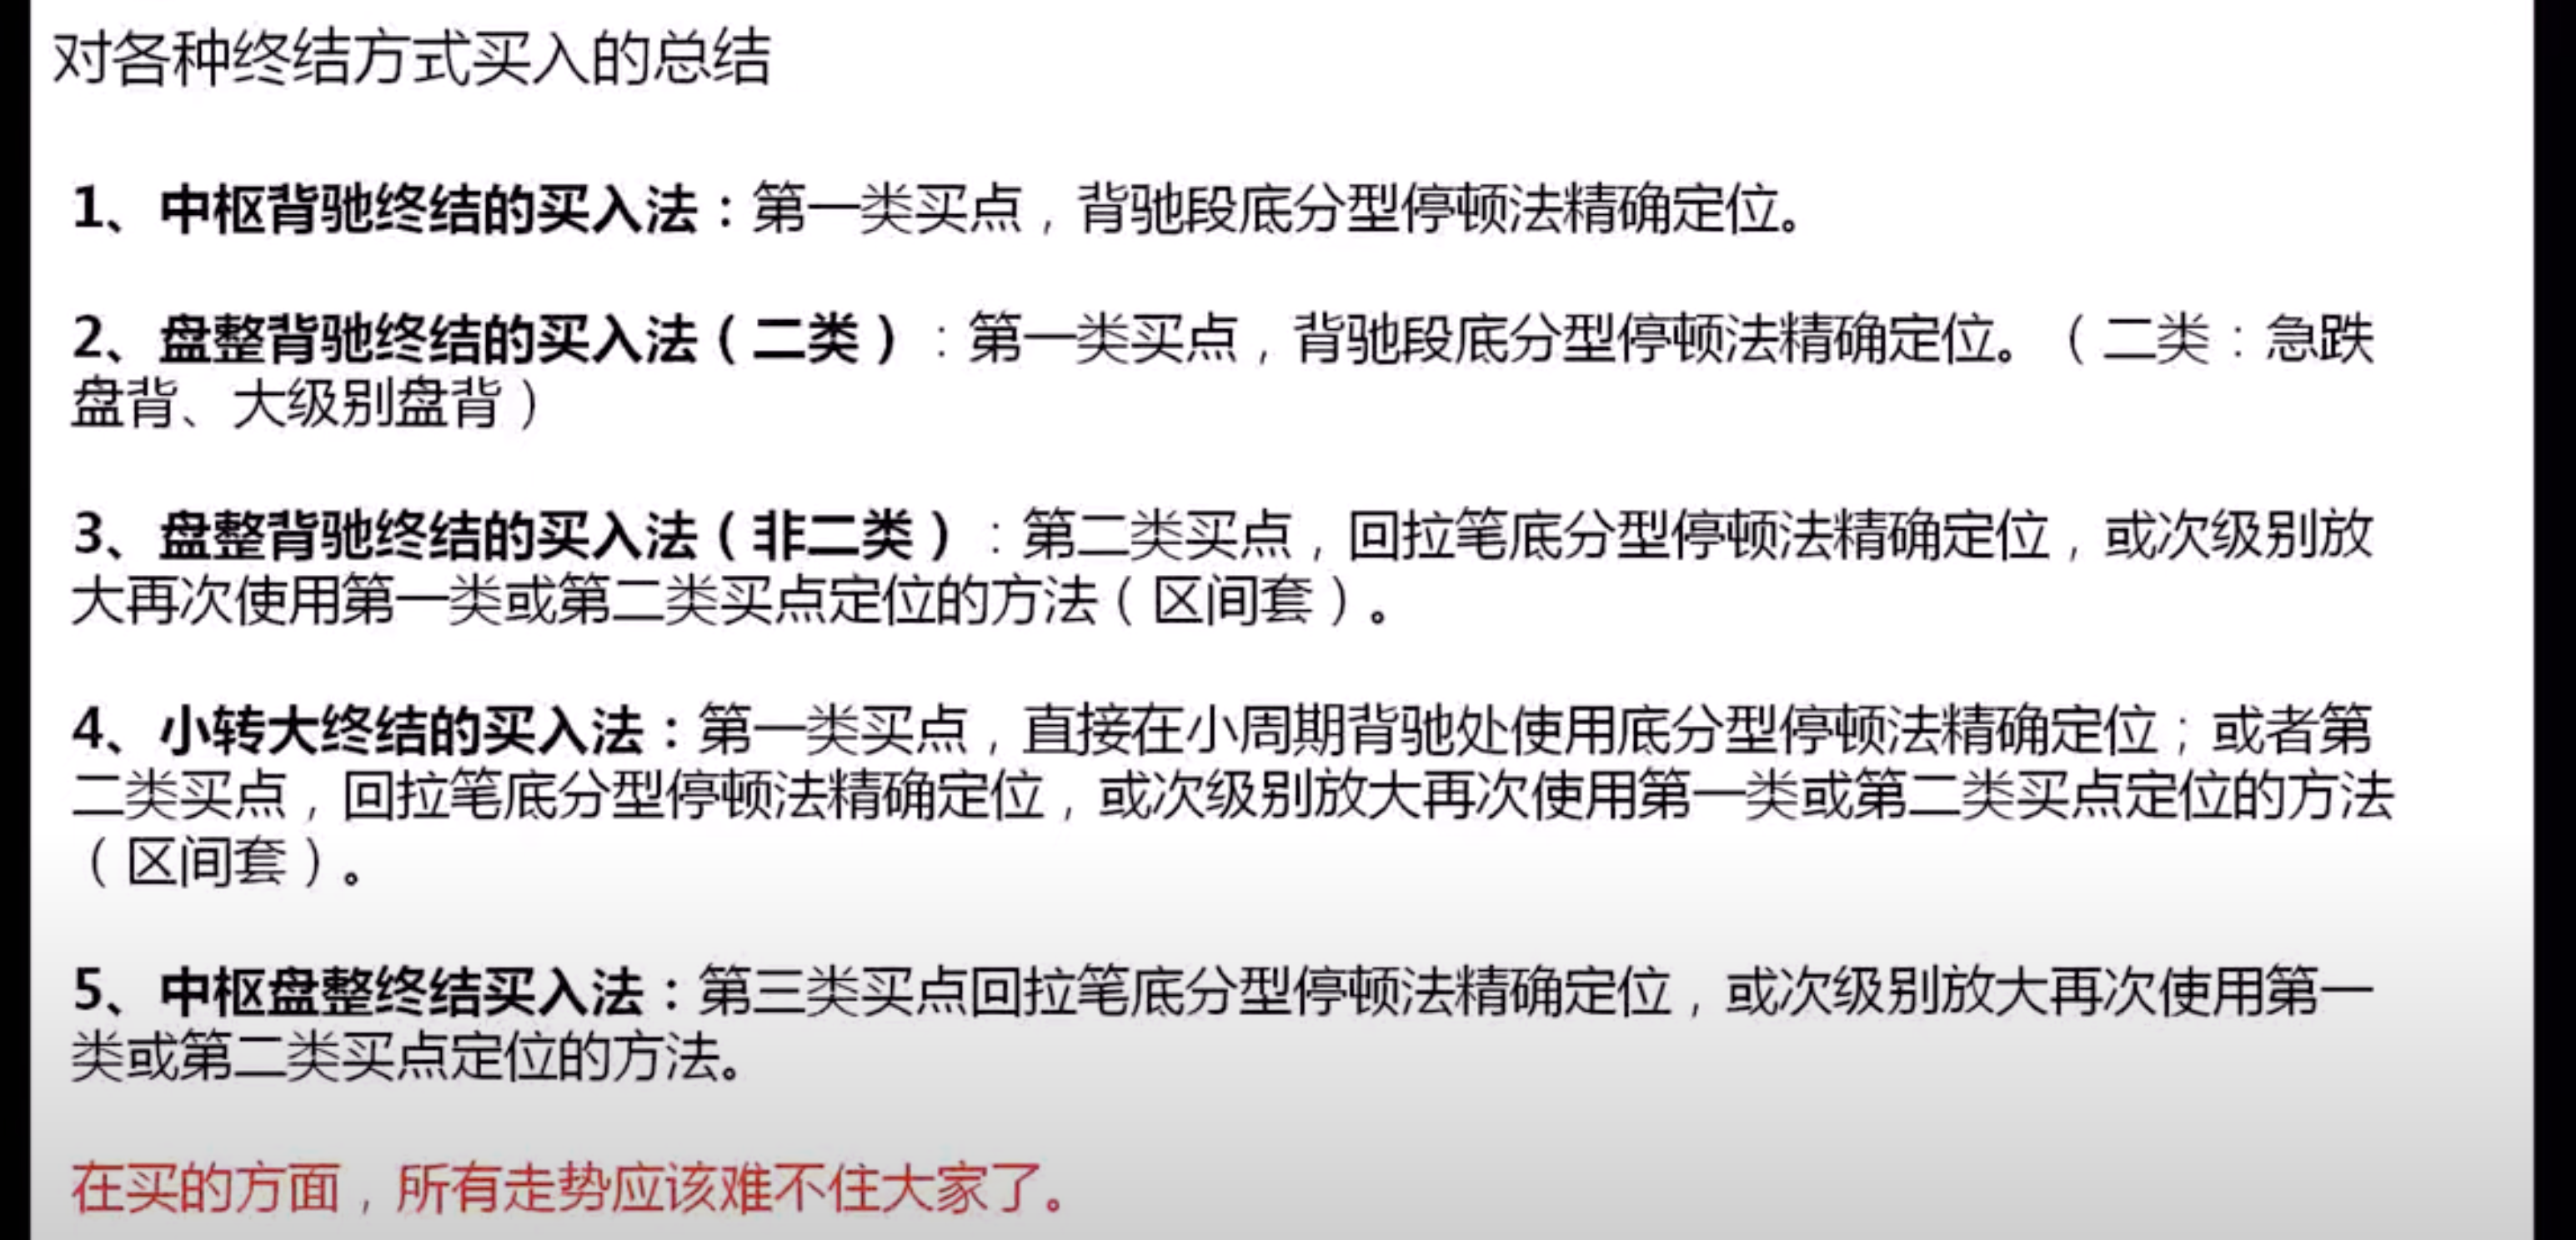 对各种终结方式买入的总结
1、中枢背驰终结的买入法：第一类买点，背驰段底分型停顿法精确定位。
2、盘整背驰终结的买入法（二类）：第一类买点，背驰段底分型停顿法精确定位。（二类：急跌
盘背、大级别盘背）
3、盘整背驰终结的买入法（非二类）：第二类买点，回拉笔底分型停顿法精确定位，或次级别放
大再次使用第一类或第二类买点定位的方法（区间套）。
4、小转大终结的买入法：第一类买点，直接在小周期背驰处使用底分型停顿法精确定位；或者第
二类买点，回拉笔底分型停顿法精确定位，或次级别放大再次使用第一类或第二类买点定位的方法
（区间套）。
5、中枢盘整终结买入法：第三类买点回拉笔底分型停顿法精确定位，或次级别放大再次使用第一
类或第二类买点定位的方法。
在买的方面，所有走势应该难不住大家了。